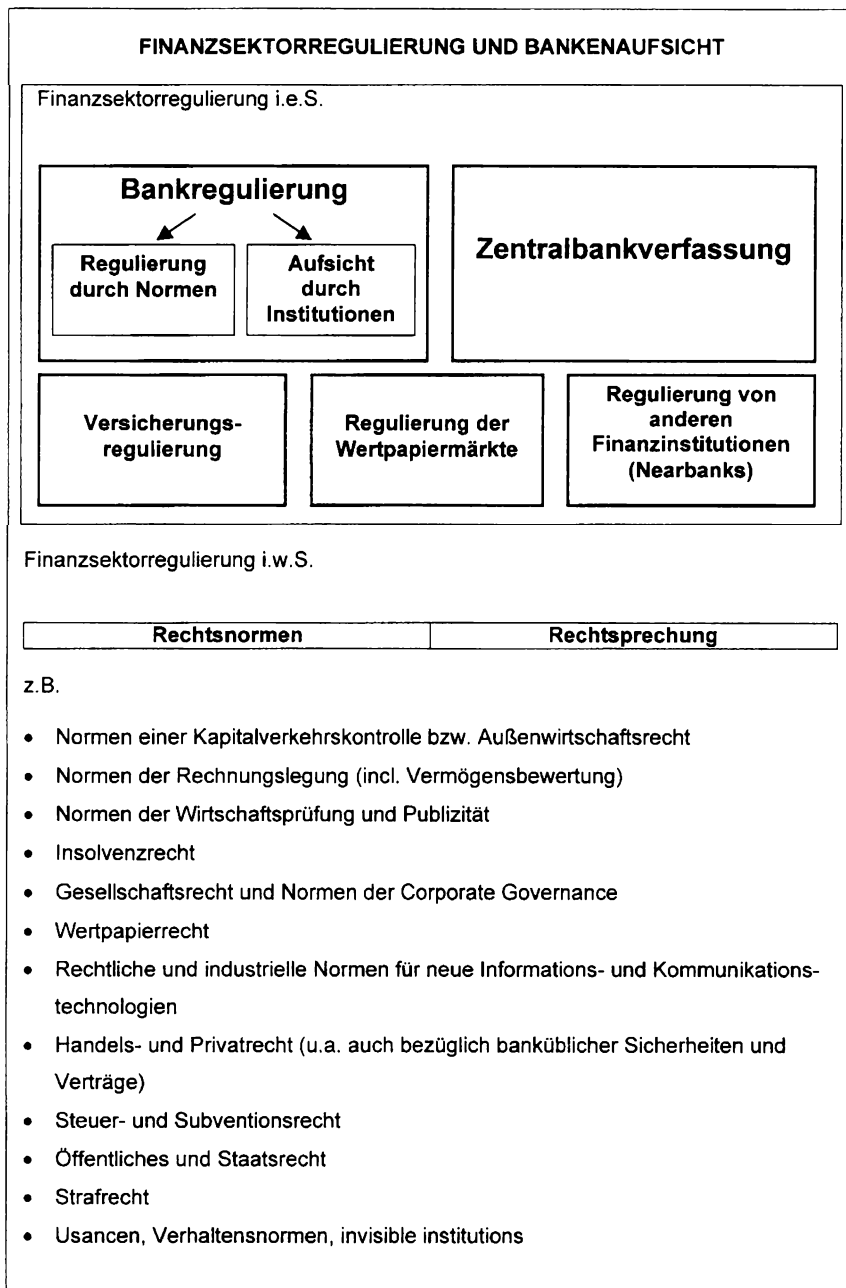 FINANZSEKTORREGULIERUNG UND BANKENAUFSICHT
Finanzsektorregulierung i.e.S.
Bankregulierung
Regulierung
durch Normen
Aufsicht
durch
Institutionen
Zentralbankverfassung
Versicherungs-
regulierung
Regulierung der
Wertpapiermärkte
Regulierung von
anderen
Finanzinstitutionen
(Nearbanks)
Finanzsektorregulierung i.w.S.
Rechtsnormen
Rechtsprechung
z.B.
• Normen einer Kapitalverkehrskontrolle bzw. Außenwirtschaftsrecht
• Normen der Rechnungslegung (incl. Vermögensbewertung)
• Normen der Wirtschaftsprüfung und Publizität
• Insolvenzrecht
• Gesellschaftsrecht und Normen der Corporate Governance
• Wertpapierrecht
• Rechtliche und industrielle Normen für neue Informations- und Kommunikations-
technologien
• Handels- und Privatrecht (u.a. auch bezüglich banküblicher Sicherheiten und
Verträge)
• Steuer- und Subventionsrecht
• Öffentliches und Staatsrecht
• Strafrecht
• Usancen, Verhaltensnormen, invisible institutions